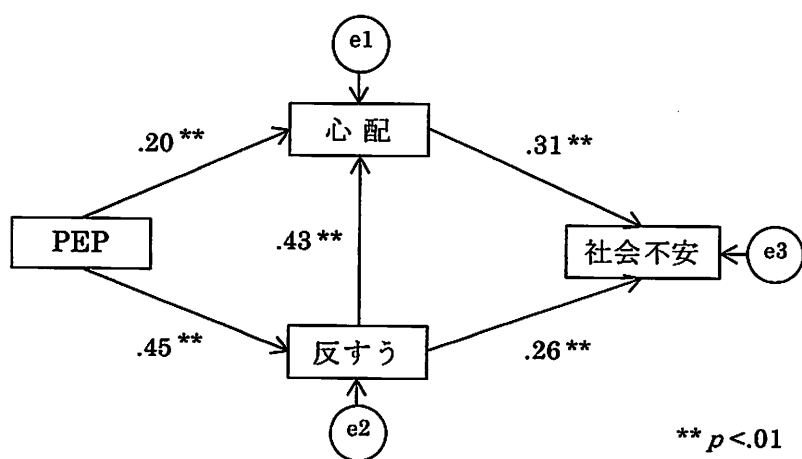 e1
心配
.20**
.31**
PEP
.43**
社会不安
e3
.45**
反すう
.26**
e2
** p<.01